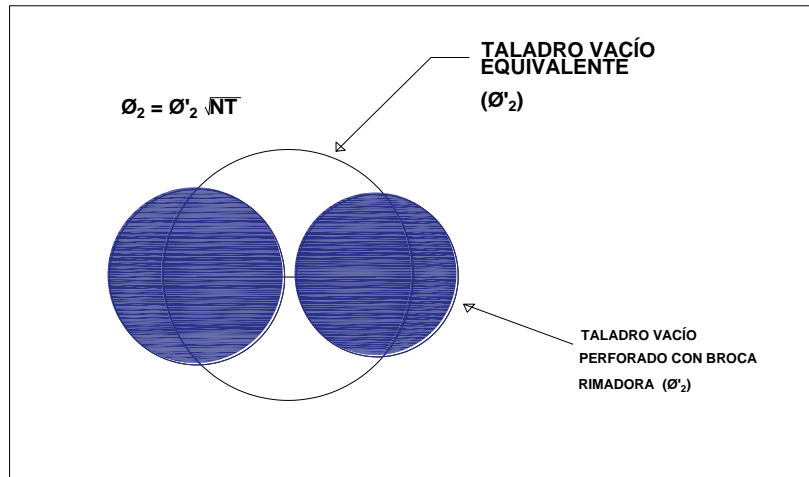 TALADRO VACÍO
EQUIVALENTE
(Ø'₂)
Ø₂ = Ø'₂ √NT
TALADRO VACÍO
PERFORADO CON BROCA
RIMADORA (Ø'₂)